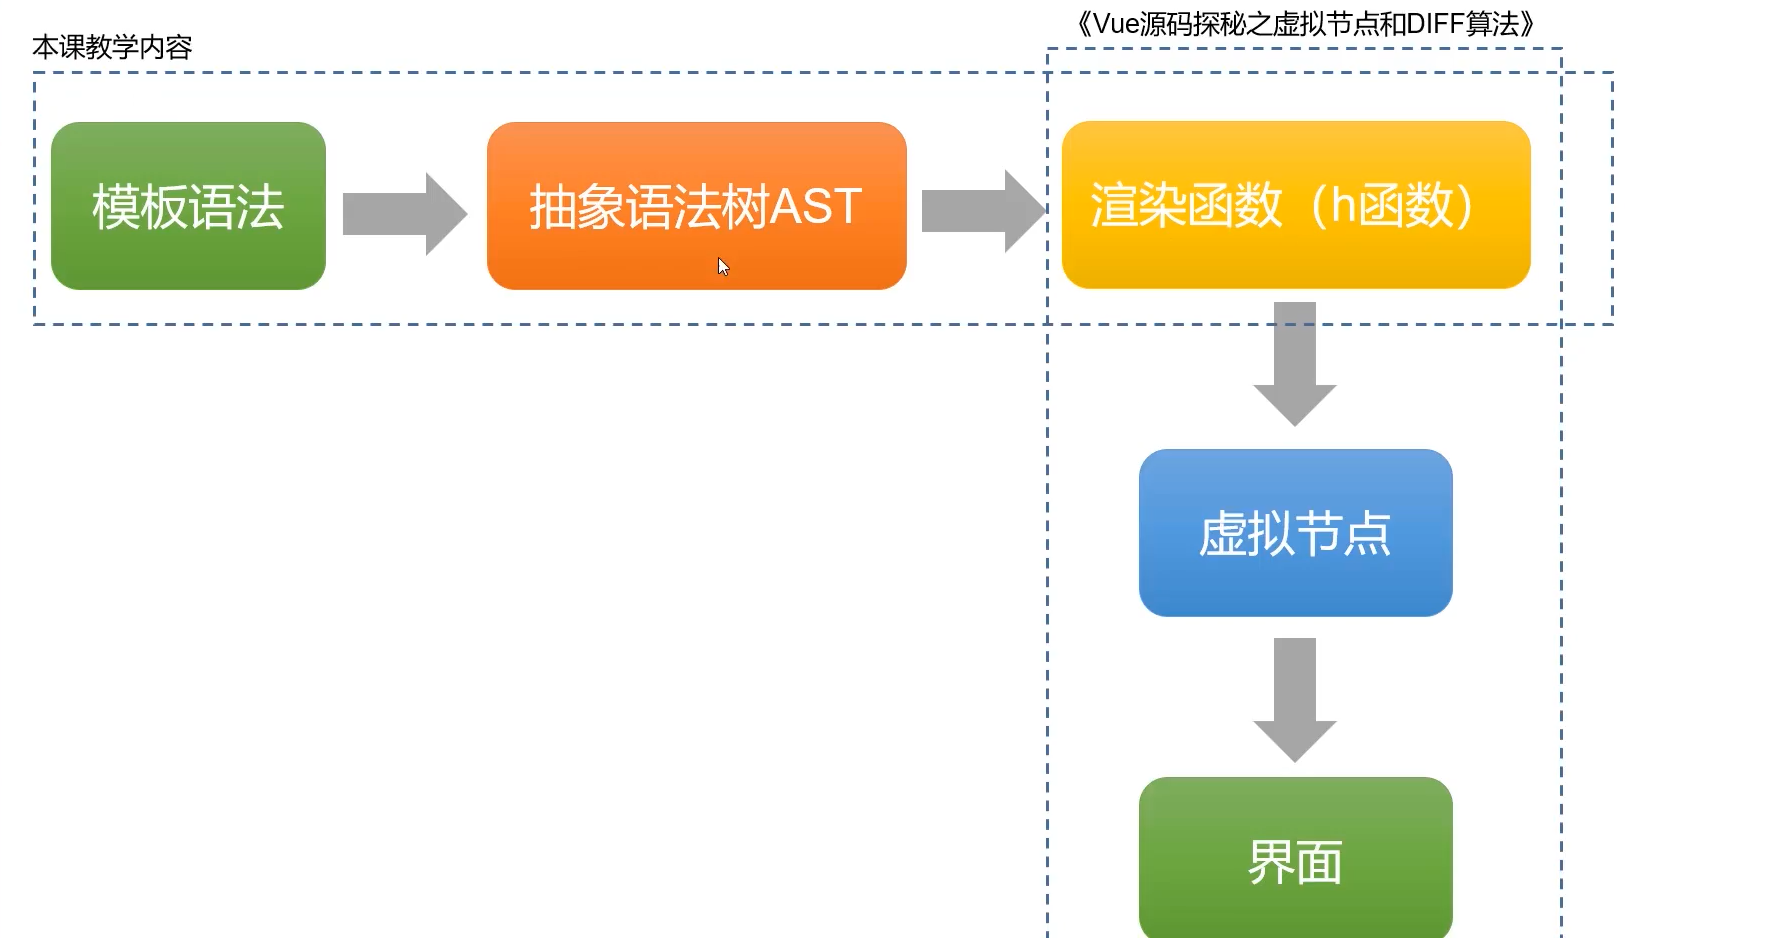 《Vue源码探秘之虚拟节点和DIFF算法》
本课教学内容
模板语法
抽象语法树AST
渲染函数（h函数）
虚拟节点
界面